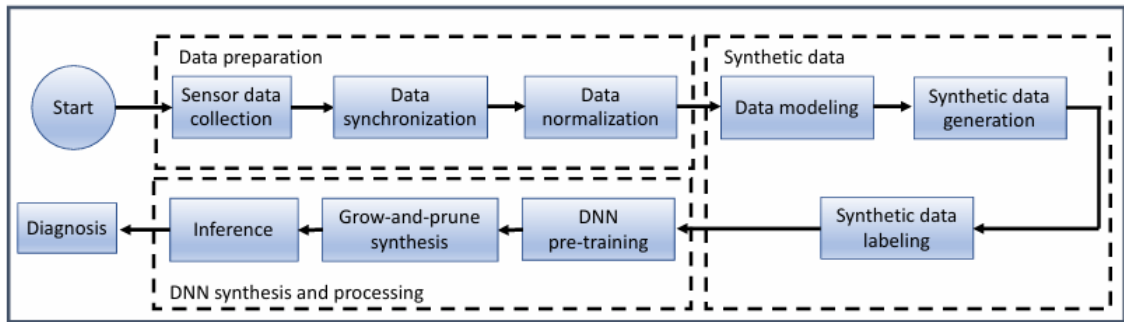 Data preparation
Synthetic data
Start
Sensor data
collection
Data
synchronization
Data
normalization
Data modeling
Synthetic data
generation
Synthetic data
labeling
DNN
pre-training
Grow-and-prune
synthesis
Inference
Diagnosis
DNN synthesis and processing